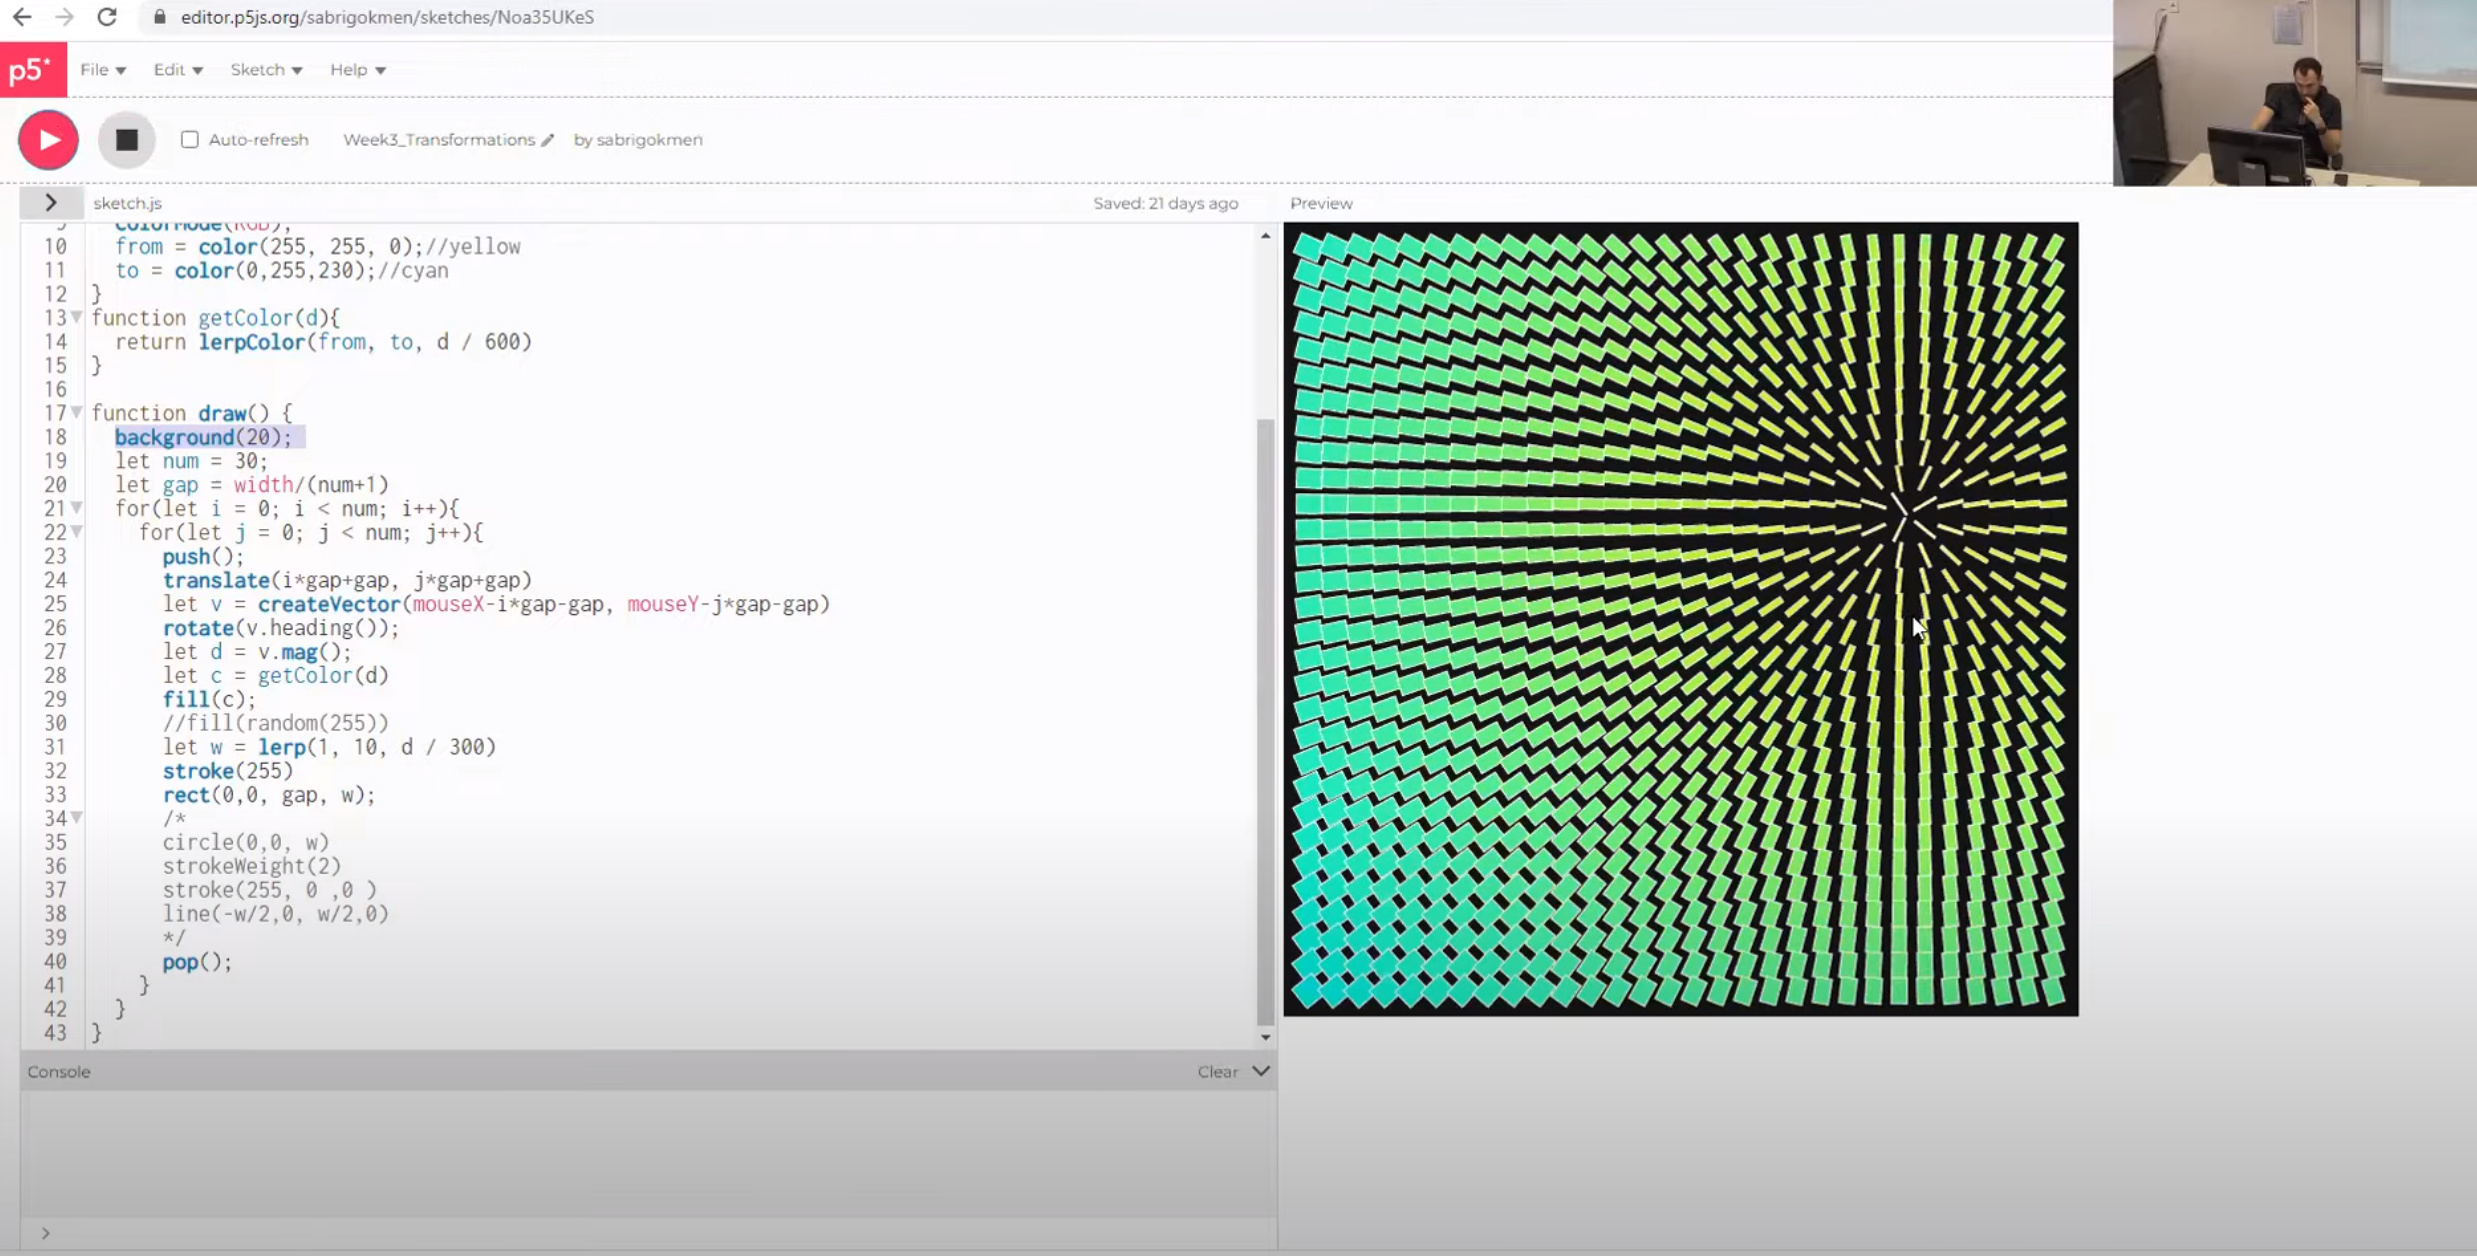 editor.p5js.org/sabrigokmen/sketches/Noa35UKeS
p5*
File Edit Sketch Help
Auto-refresh Week3_Transformations by sabrigokmen
sketch.js Saved: 21 days ago Preview
9 colorMode(RGB);
10 from = color(255, 255, 0);//yellow
11 to = color(0,255,230);//cyan
12 }
13 function getColor(d){
14 return lerpColor(from, to, d / 600)
15 }
16
17 function draw() {
18 background(20);
19 let num = 30;
20 let gap = width/(num+1)
21 for(let i = 0; i < num; i++){
22 for(let j = 0; j < num; j++){
23 push();
24 translate(i*gap+gap, j*gap+gap)
25 let v = createVector(mouseX-i*gap-gap, mouseY-j*gap-gap)
26 rotate(v.heading());
27 let d = v.mag();
28 let c = getColor(d)
29 fill(c);
30 //fill(random(255))
31 let w = lerp(1, 10, d / 300)
32 stroke(255)
33 rect(0,0, gap, w);
34 /*
35 circle(0,0, w)
36 strokeWeight(2)
37 stroke(255, 0 ,0 )
38 line(-w/2,0, w/2,0)
39 */
40 pop();
41 }
42 }
43 }
Console Clear
>